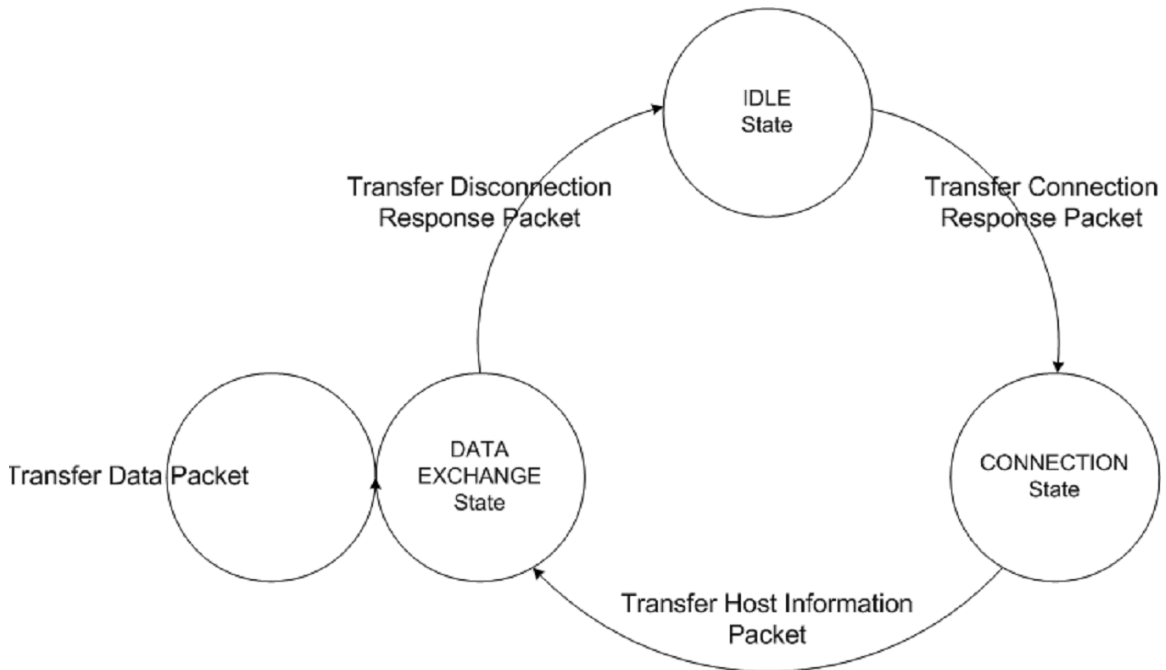 IDLE
State
Transfer Disconnection
Response Packet
Transfer Connection
Response Packet
Transfer Data Packet
DATA
EXCHANGE
State
CONNECTION
State
Transfer Host Information
Packet